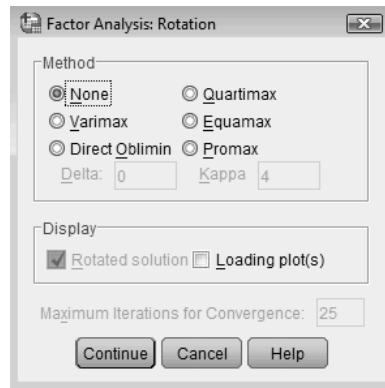 Factor Analysis: Rotation
Method
None Quartimax
Varimax Equamax
Direct Oblimin Promax
Delta: 0 Kappa 4
Display
Rotated solution Loading plot(s)
Maximum Iterations for Convergence: 25
Continue Cancel Help